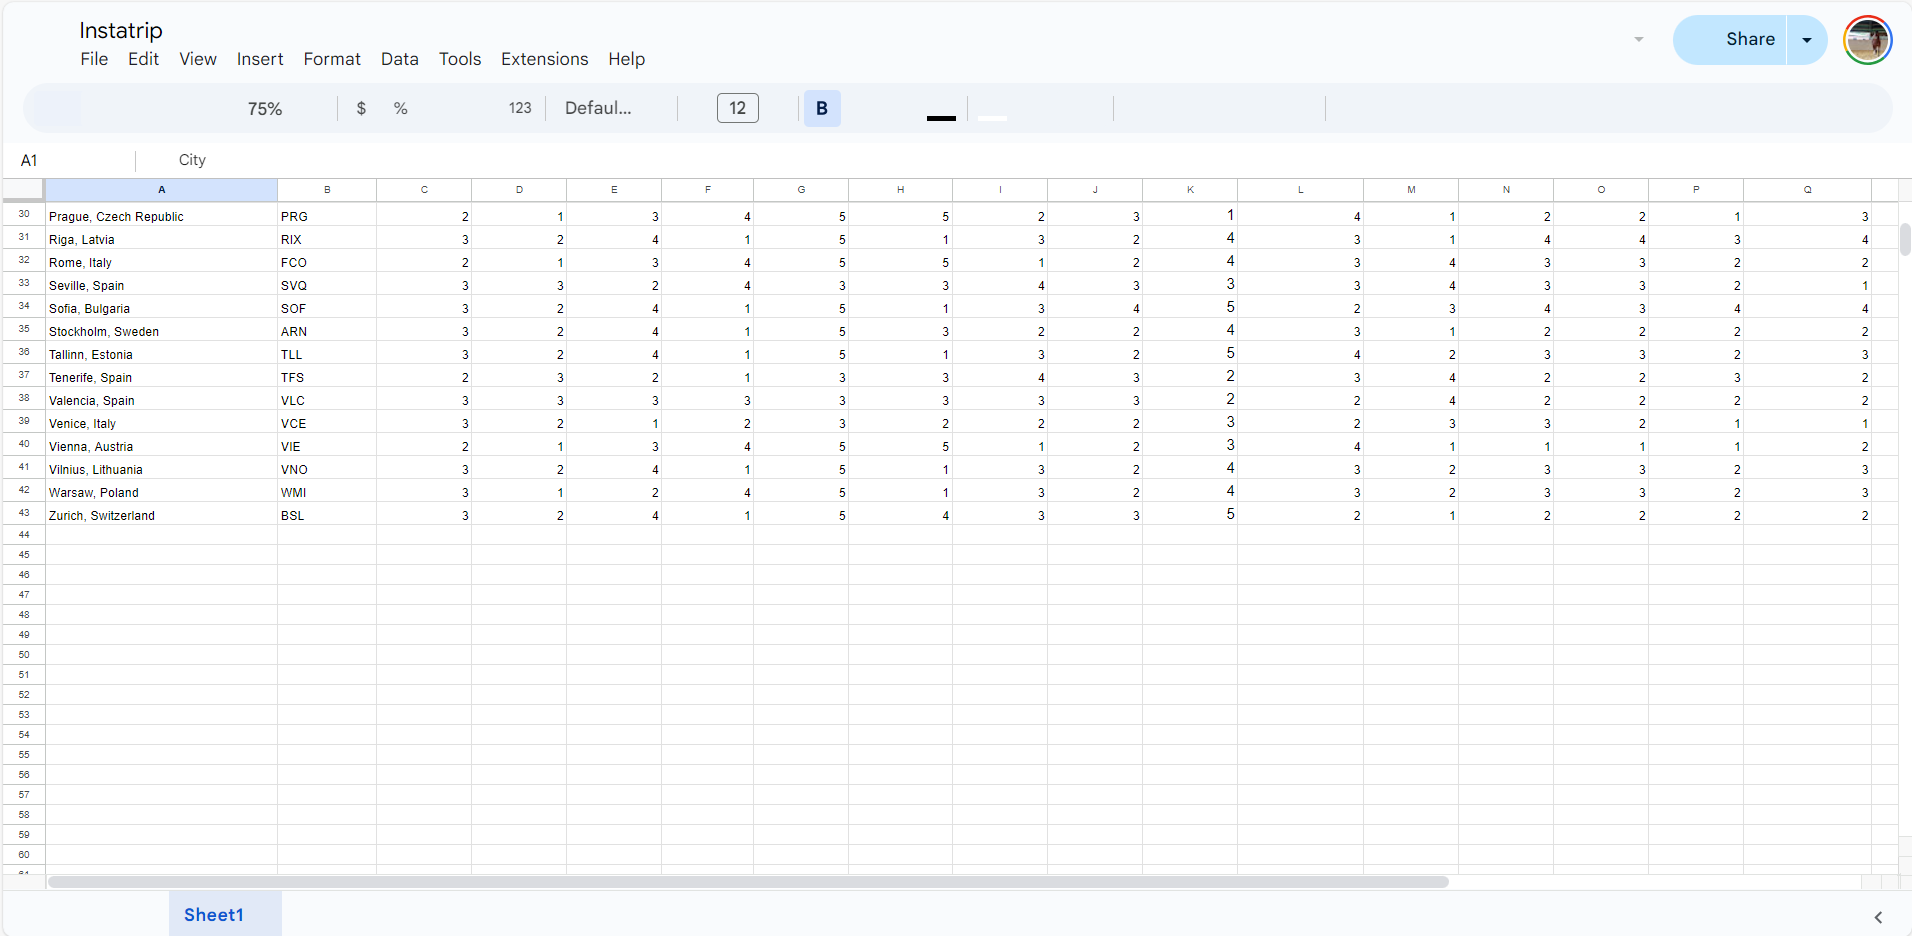 Instatrip
File Edit View Insert Format Data Tools Extensions Help
Share
75% $ % 123 Defaul... 12 B
A1 City
A B C D E F G H I J K L M N O P Q
30 Prague, Czech Republic PRG 2 1 3 4 5 5 2 3 1 4 1 2 2 1 3
31 Riga, Latvia RIX 3 2 4 1 5 1 3 2 4 3 1 4 4 3 4
32 Rome, Italy FCO 2 1 3 4 5 5 1 2 4 3 4 3 3 2 2
33 Seville, Spain SVQ 3 3 2 4 3 3 4 3 3 3 4 3 3 2 1
34 Sofia, Bulgaria SOF 3 2 4 1 5 1 3 4 5 2 3 4 3 4 4
35 Stockholm, Sweden ARN 3 2 4 1 5 3 2 2 4 3 1 2 2 2 2
36 Tallinn, Estonia TLL 3 2 4 1 5 1 3 2 5 4 2 3 3 2 3
37 Tenerife, Spain TFS 2 3 2 1 3 3 4 3 2 3 4 2 2 3 2
38 Valencia, Spain VLC 3 3 3 3 3 3 3 3 2 2 4 2 2 2 2
39 Venice, Italy VCE 3 2 1 2 3 2 2 2 3 2 3 3 2 1 1
40 Vienna, Austria VIE 2 1 3 4 5 5 1 2 3 4 1 1 1 1 2
41 Vilnius, Lithuania VNO 3 2 4 1 5 1 3 2 4 3 2 3 3 2 3
42 Warsaw, Poland WMI 3 1 2 4 5 1 3 2 4 3 2 3 3 2 3
43 Zurich, Switzerland BSL 3 2 4 1 5 4 3 3 5 2 1 2 2 2 2
44
45
46
47
48
49
50
51
52
53
54
55
56
57
58
59
60
Sheet1